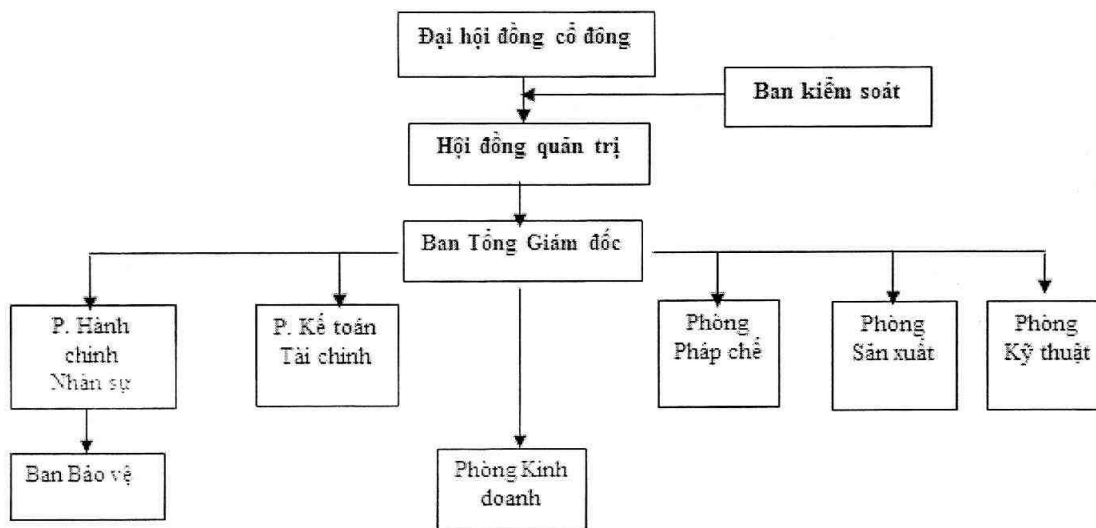 Đại hội đồng cổ đông
Ban kiểm soát
Hội đồng quản trị
Ban Tổng Giám đốc
P. Hành
chính
Nhân sự
P. Kế toán
Tài chính
Phòng
Pháp chế
Phòng
Sản xuất
Phòng
Kỹ thuật
Ban Bảo vệ
Phòng Kinh
doanh